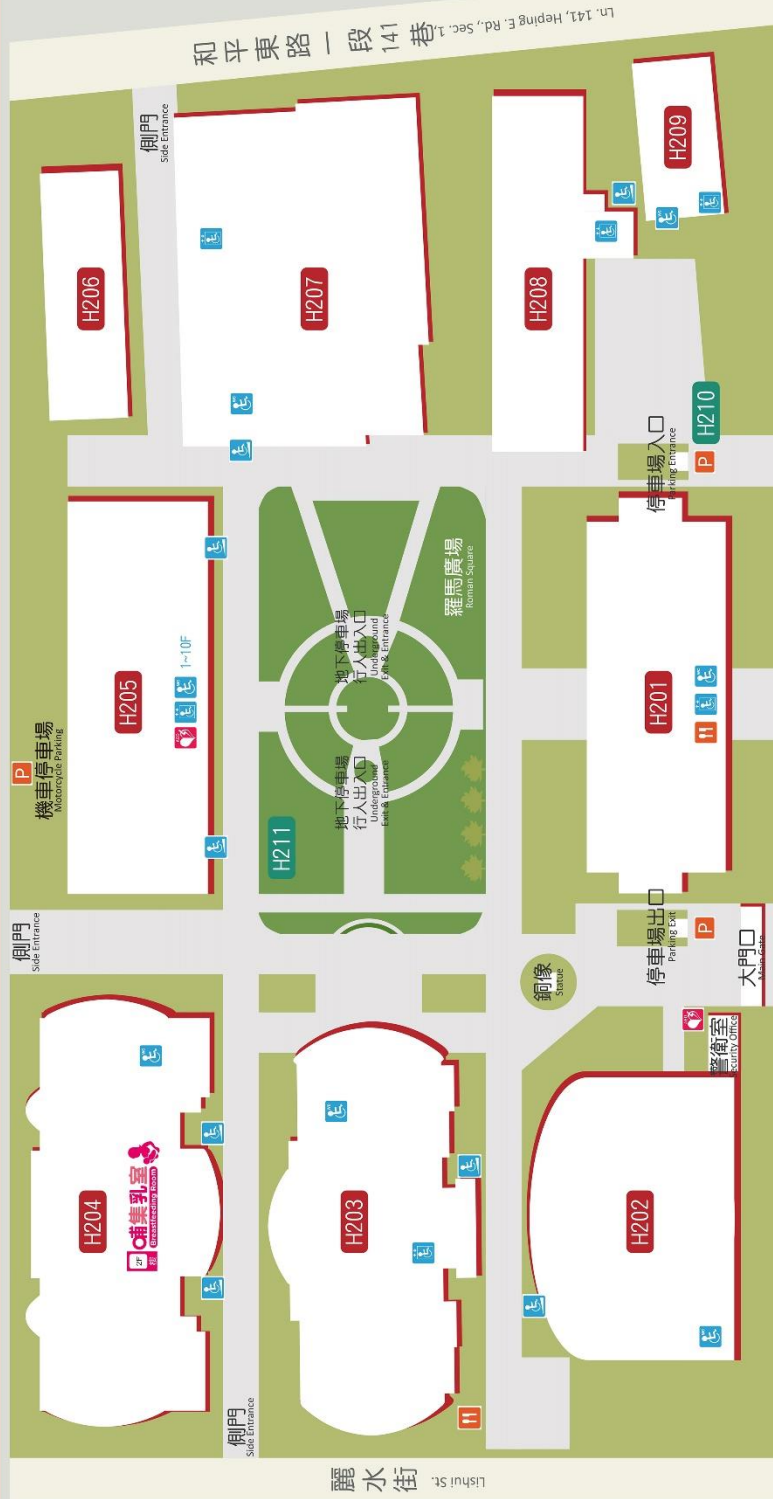 和平東路一段141巷
Ln. 141, Heping E. Rd., Sec. 1,
側門
Side Entrance
H206
H207
H208
H209
H210
停車場入口
Parking Entrance
P
H205
1~10F
AED
P
機車停車場
Motorcycle Parking
羅馬廣場
Roman Square
地下停車場
行人出入口
Underground
Exit & Entrance
地下停車場
行人出入口
Underground
Exit & Entrance
H211
H201
側門
Side Entrance
銅像
Statue
停車場出口
Parking Exit
P
大門口
Main Gate
AED
警衛室
Security Office
H204
2F
哺集乳室
Breastfeeding Room
H203
H202
側門
Side Entrance
麗水街
Lishui St.